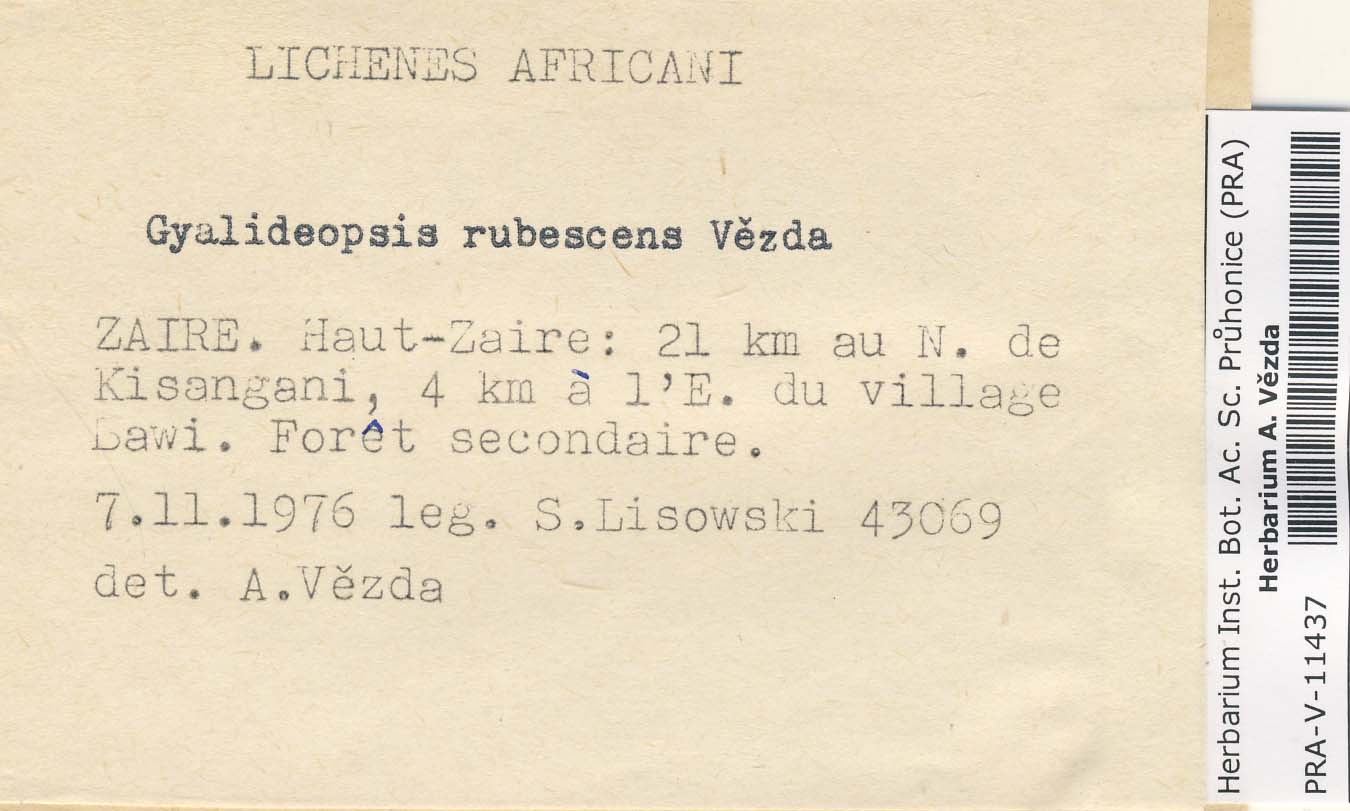 LICHENES AFRICANI
Gyalideopsis rubescens Vězda
ZAIRE. Haut-Zaire: 21 km au N. de
Kisangani, 4 km à l'E. du village
Bawi. Forêt secondaire.
7.11.1976 leg. S.Lisowski 43069
det. A.Vězda
Herbarium Inst. Bot. Ac. Sc. Průhonice (PRA)
Herbarium A. Vězda
PRA-V-11437